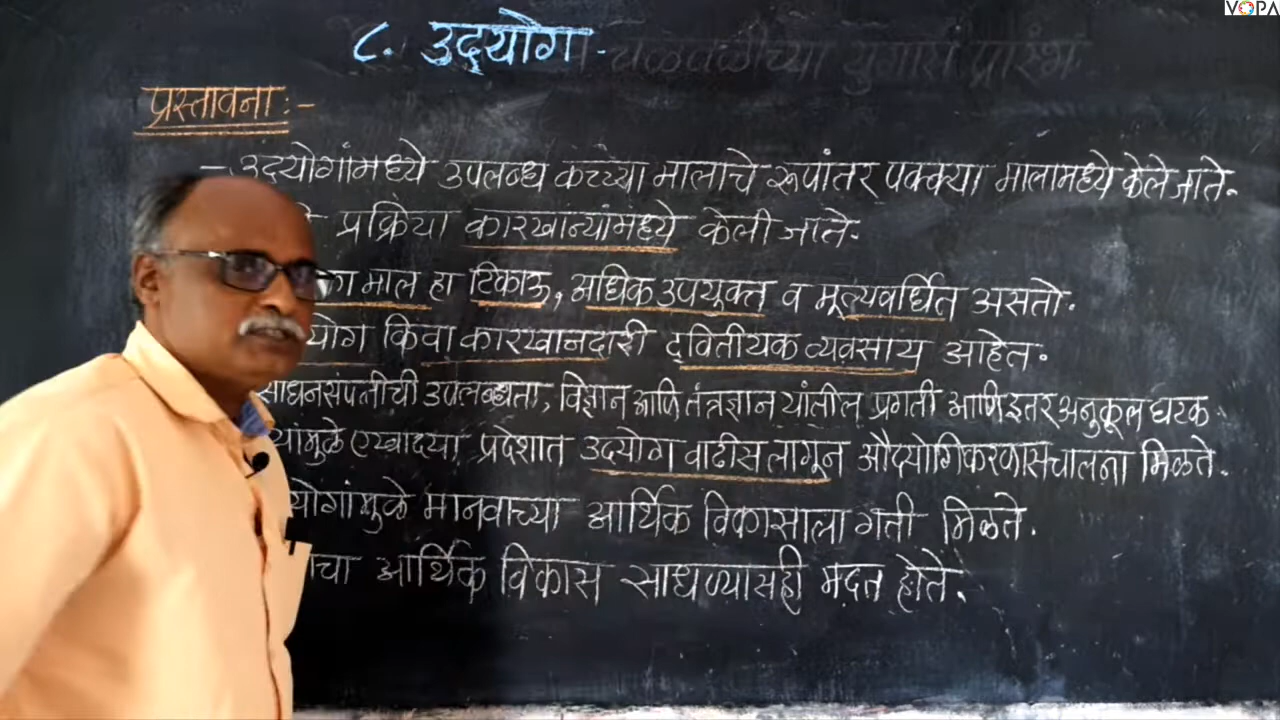 VOPA
८. उद्योग - चळवळीच्या युगास प्रारंभ
प्रस्तावना :-
- उद्योगांमध्ये उपलब्ध कच्च्या मालाचे रूपांतर पक्क्या मालामध्ये केले जाते.
प्रक्रिया कारखान्यांमध्ये केली जाते.
माल हा टिकाऊ, अधिक उपयुक्त व मूल्यवर्धित असतो.
किंवा कारखानदारी द्वितीयक व्यवसाय आहेत.
साधनसंपत्तीची उपलब्धता, विज्ञान आणि तंत्रज्ञान यांतील प्रगती आणि इतर अनुकूल घटक
यांमुळे एखादया प्रदेशात उद्योग वाढीस लागून औद्योगिकरणास चालना मिळते.
मानवाच्या आर्थिक विकासाला गती मिळते.
आर्थिक विकास साधण्यासही मदत होते.